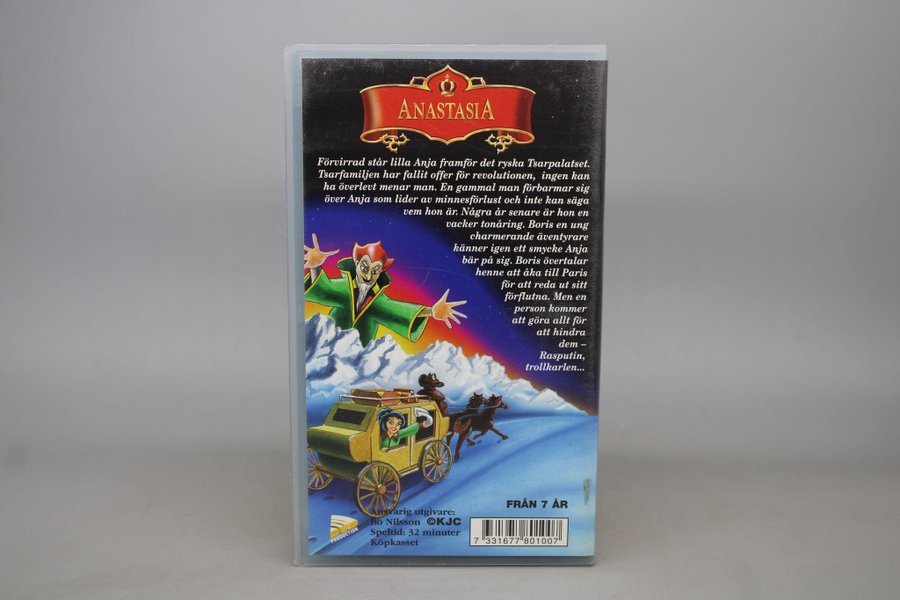 ANASTASIA
Förvirrad står lilla Anja framför det ryska Tsarpalatset.
Tsarfamiljen har fallit offer för revolutionen, ingen kan
ha överlevt menar man. En gammal man förbarmar sig
över Anja som lider av minnesförlust och inte kan säga
vem hon är. Några år senare är hon en
vacker tonåring. Boris en ung
charmerande äventyrare
känner igen ett smycke Anja
bär på sig. Boris övertalar
henne att åka till Paris
för att reda ut sitt
förflutna. Men en
person kommer
att göra allt för
att hindra
dem –
Rasputin,
trollkarlen...
FRÅN 7 ÅR
Ansvarig utgivare:
Bo Nilsson ©KJC
Speltid: 32 minuter
Köpkasset
PRODUCTION
7 331677 801007